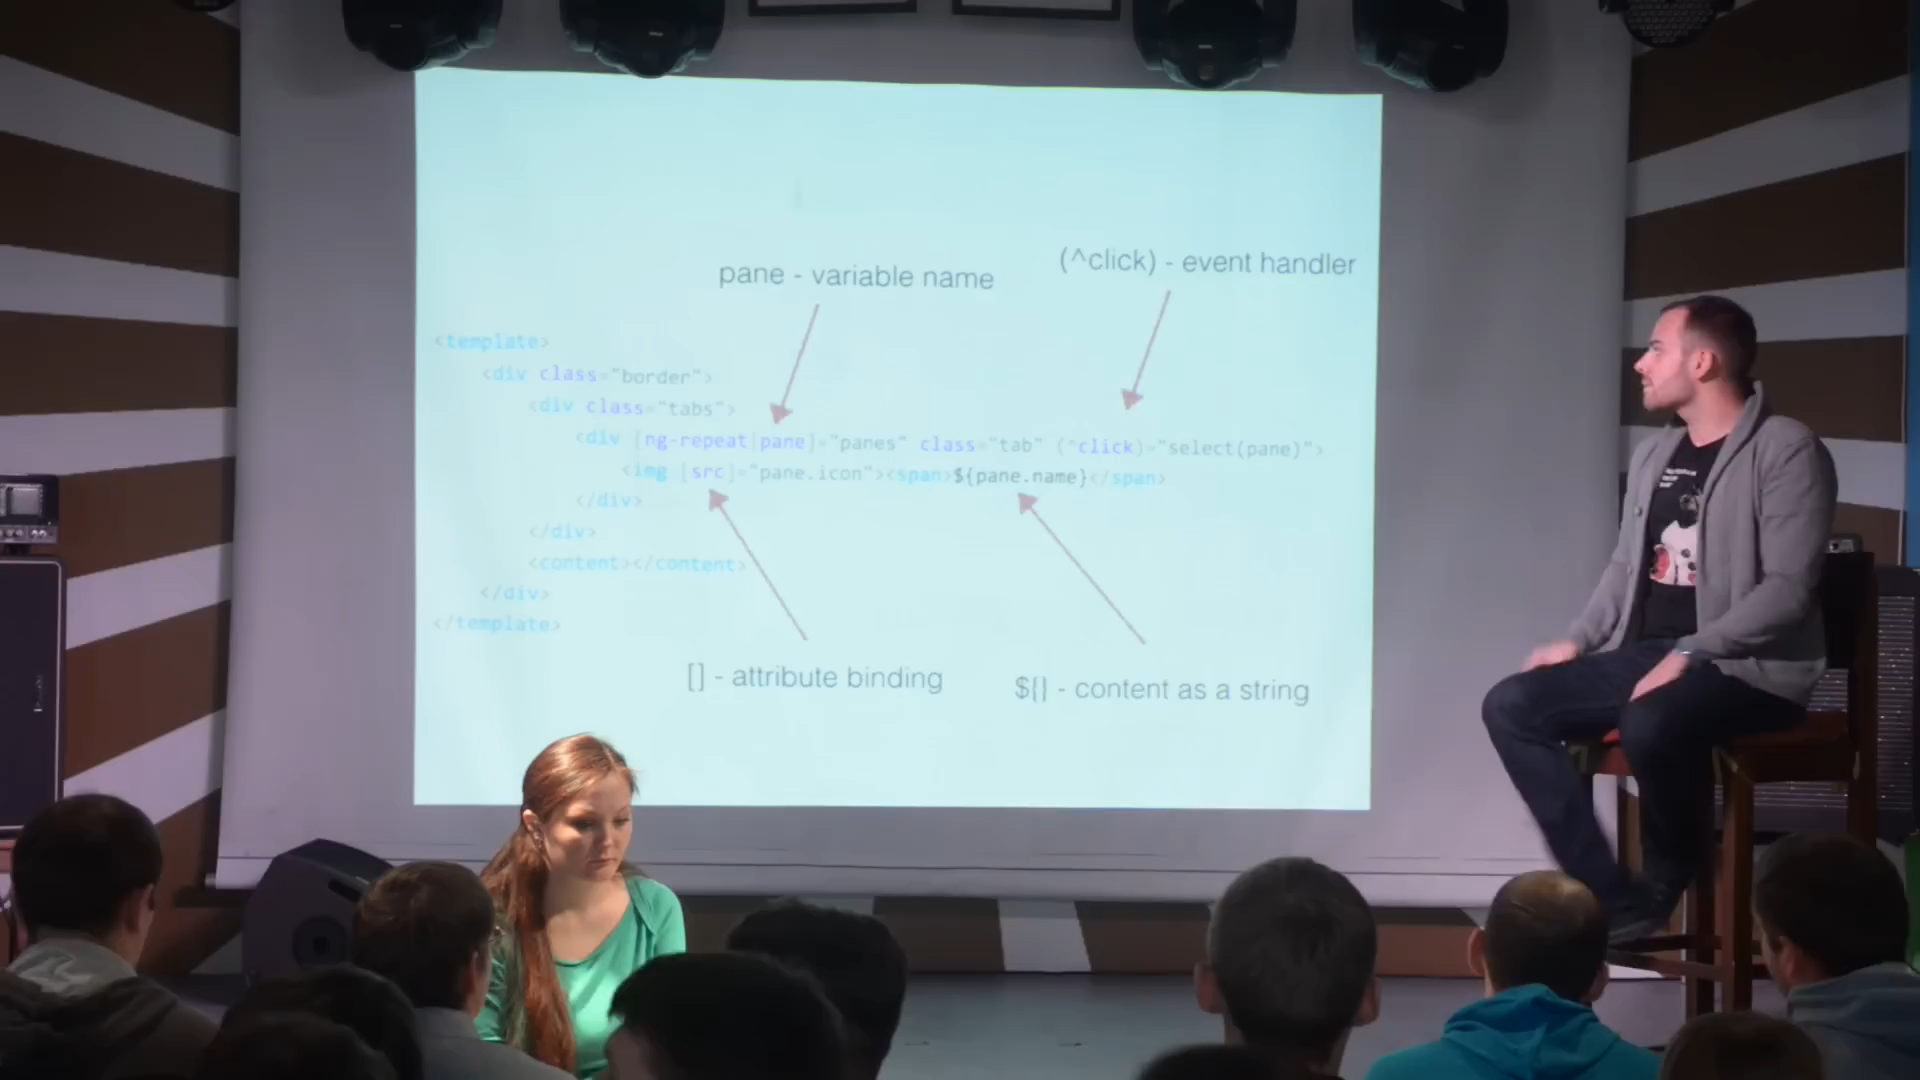 pane - variable name
(^click) - event handler
<template>
<div class="border">
<div class="tabs">
<div [ng-repeat|pane]="panes" class="tab" (^click)="select(pane)">
<img [src]="pane.icon"><span>${pane.name}</span>
</div>
</div>
<content></content>
</div>
</template>
[] - attribute binding
${} - content as a string